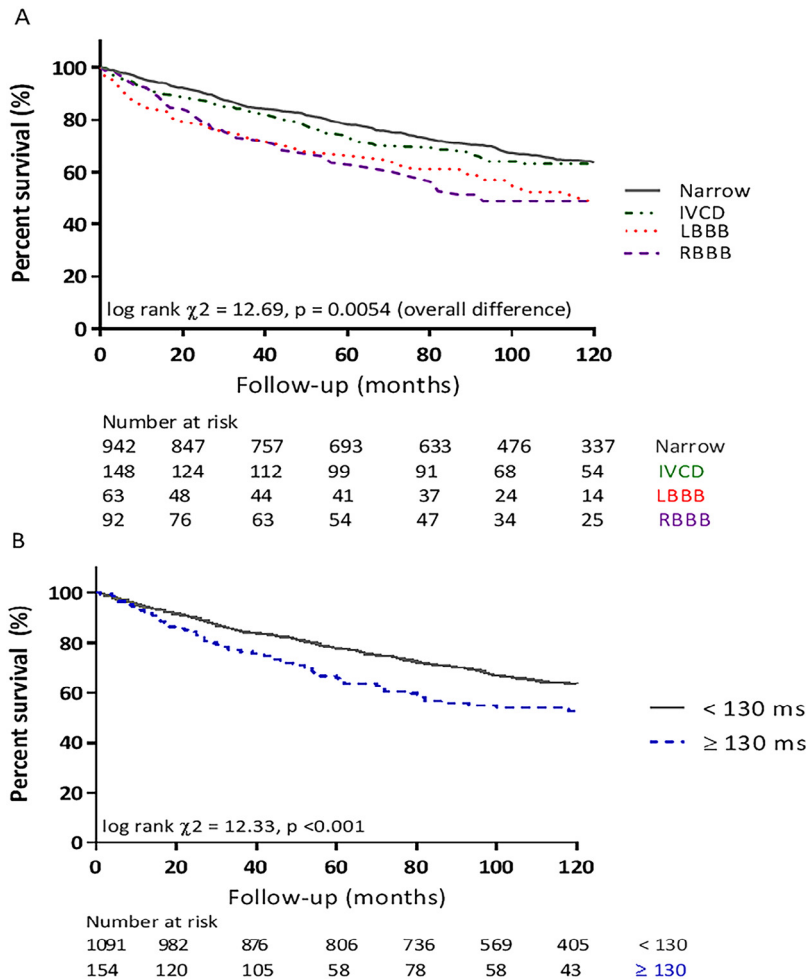 A
Percent survival (%)
100
80
60
40
20
0
0 20 40 60 80 100 120
Follow-up (months)
log rank χ2 = 12.69, p = 0.0054 (overall difference)
Narrow
IVCD
LBBB
RBBB
Number at risk
942 847 757 693 633 476 337 Narrow
148 124 112 99 91 68 54 IVCD
63 48 44 41 37 24 14 LBBB
92 76 63 54 47 34 25 RBBB
B
Percent survival (%)
100
80
60
40
20
0
0 20 40 60 80 100 120
Follow-up (months)
log rank χ2 = 12.33, p <0.001
< 130 ms
≥ 130 ms
Number at risk
1091 982 876 806 736 569 405 < 130
154 120 105 58 78 58 43 ≥ 130